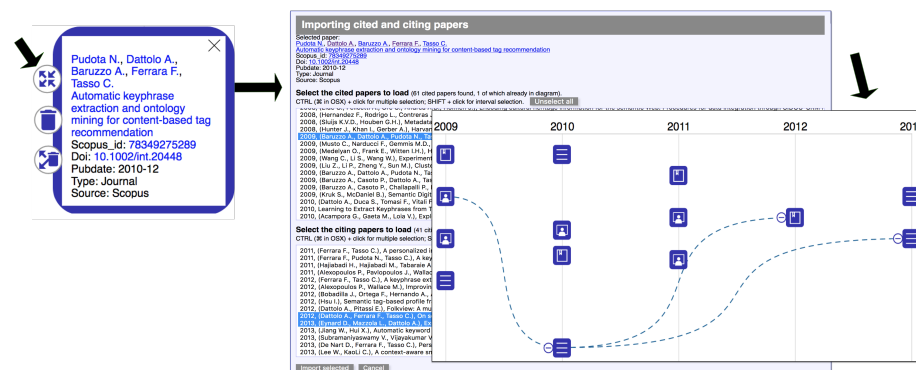 Pudota N., Dattolo A.,
Baruzzo A., Ferrara F.,
Tasso C.
Automatic keyphrase
extraction and ontology
mining for content-based tag
recommendation
Scopus_id: 78349275289
Doi: 10.1002/int.20448
Pubdate: 2010-12
Type: Journal
Source: Scopus
Importing cited and citing papers
Selected paper:
Pudota N., Dattolo A., Baruzzo A., Ferrara F., Tasso C.
Automatic keyphrase extraction and ontology mining for content-based tag recommendation
Scopus_id: 78349275289
Doi: 10.1002/int.20448
Pubdate: 2010-12
Type: Journal
Source: Scopus
Select the cited papers to load (61 cited papers found, 1 of which already in diagram).
CTRL (⌘ in OSX) + click for multiple selection; SHIFT + click for interval selection. Unselect all
2008, (Hernandez F., Rodrigo L., Contreras
2008, (Sluijs K.V.D., Houben G.H.), Metadata
2008, (Hunter J., Khan I., Gerber A.), Harvan
2009, (Baruzzo A., Dattolo A., Pudota N., Ta
2009, (Musto C., Narducci F., Gemmis M.D.,
2009, (Medelyan O., Frank E., Witten I.H.), H
2009, (Wang C., Li S., Wang W.), Experiment
2009, (Liu Z., Li P., Zheng Y., Sun M.), Cluste
2009, (Baruzzo A., Dattolo A., Pudota N., Ta
2009, (Baruzzo A., Casoto P., Dattolo A., Tas
2009, (Baruzzo A., Casoto P., Challapalli P.,
2009, (Kruk S., McDaniel B.), Semantic Digit
2010, (Dattolo A., Duca S., Tomasi F., Vitali F
2010, Learning to Extract Keyphrases from T
2010, (Acampora G., Gaeta M., Loia V.), Expl
Select the citing papers to load (41 cit
CTRL (⌘ in OSX) + click for multiple selection; S
2011, (Ferrara F., Tasso C.), A personalized i
2011, (Ferrara F., Pudota N., Tasso C.), A key
2011, (Hajiabadi H., Hajiabadi M., Tabaraie A
2011, (Alexopoulos P., Pavlopoulos J., Wallac
2012, (Ferrara F., Tasso C.), A keyphrase ext
2012, (Alexopoulos P., Wallace M.), Improvin
2012, (Bobadilla J., Ortega F., Hernando A.,
2012, (Hsu I.), Semantic tag-based profile fr
2012, (Dattolo A., Pitassi E.), Folkview: A mu
2012, (Dattolo A., Ferrara F., Tasso C.), On s
2013, (Eynard D., Mazzola L., Dattolo A.), Ex
2013, (Jiang W., Hui X.), Automatic keyword
2013, (Subramaniyaswamy V., Vijayakumar V
2013, (De Nart D., Ferrara F., Tasso C.), Pers
2013, (Lee W., KaoLi C.), A context-aware sn
Import selected Cancel
2009 2010 2011 2012 201